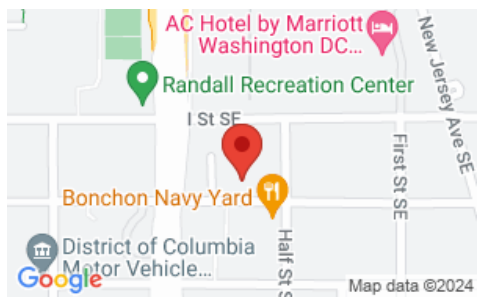 AC Hotel by Marriott
Washington DC...
New Jersey Ave SE
Randall Recreation Center
I St SE
First St SE
Bonchon Navy Yard
Half St S
District of Columbia
Motor Vehicle...
Google
Map data ©2024